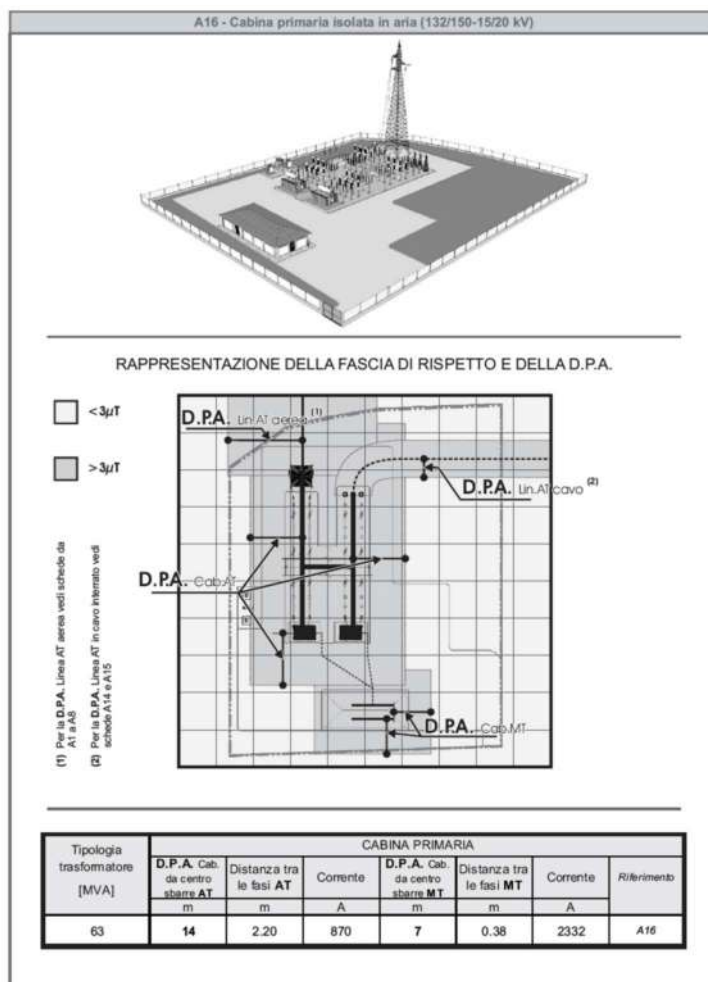 A16 - Cabina primaria isolata in aria (132/150-15/20 kV)
RAPPRESENTAZIONE DELLA FASCIA DI RISPETTO E DELLA D.P.A.
<3µT
>3µT
D.P.A. Lin.AT aerea (1)
D.P.A. Lin.AT cavo (2)
D.P.A. Cab.AT
D.P.A. Cab.MT
(1) Per la D.P.A. Linea AT aerea vedi schede da
A1 a A8
(2) Per la D.P.A. Linea AT in cavo interrato vedi
schede A14 e A15
CABINA PRIMARIA
Tipologia
trasformatore
[MVA]
D.P.A. Cab.
da centro
sbarre AT
Distanza tra
le fasi AT
Corrente
D.P.A. Cab.
da centro
sbarre MT
Distanza tra
le fasi MT
Corrente
Riferimento
m m A m m A
63 14 2.20 870 7 0.38 2332 A16